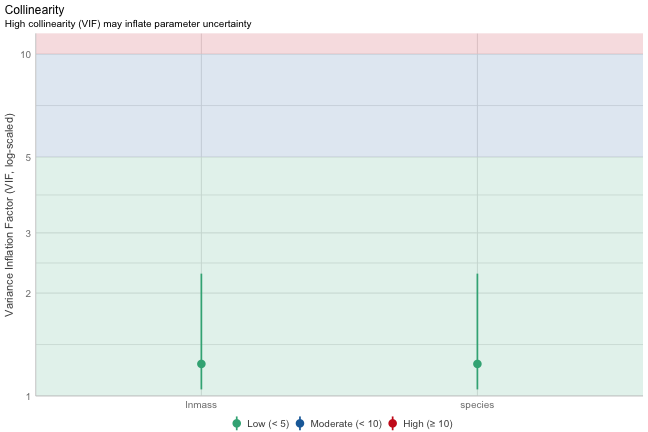 Collinearity
High collinearity (VIF) may inflate parameter uncertainty
Variance Inflation Factor (VIF, log-scaled)
10
5
3
2
1
lnmass
species
Low (< 5)
Moderate (< 10)
High (≥ 10)